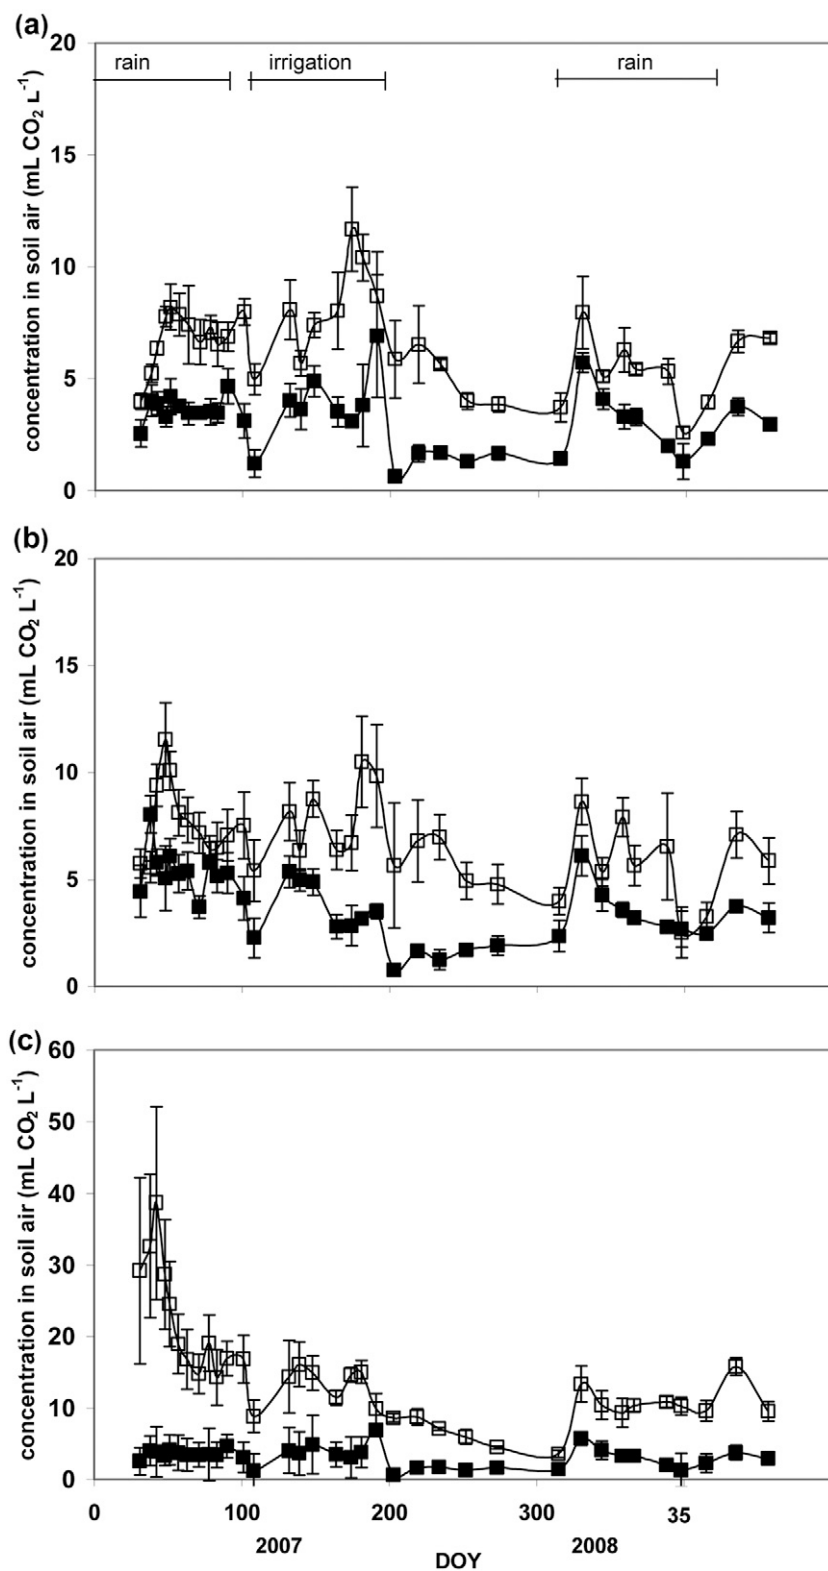 (a)
20
rain irrigation rain
15
10
5
0
concentration in soil air (mL CO₂ L⁻¹)
(b)
20
15
10
5
0
concentration in soil air (mL CO₂ L⁻¹)
(c)
60
50
40
30
20
10
0
concentration in soil air (mL CO₂ L⁻¹)
0 100 200 300 35
2007 2008
DOY